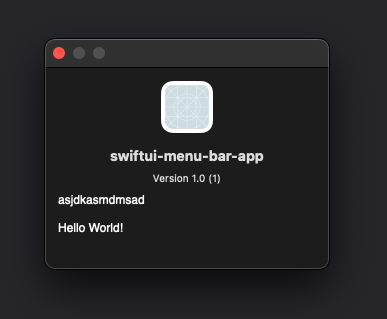 swiftui-menu-bar-app
Version 1.0 (1)
asjdkasmdmsad
Hello World!